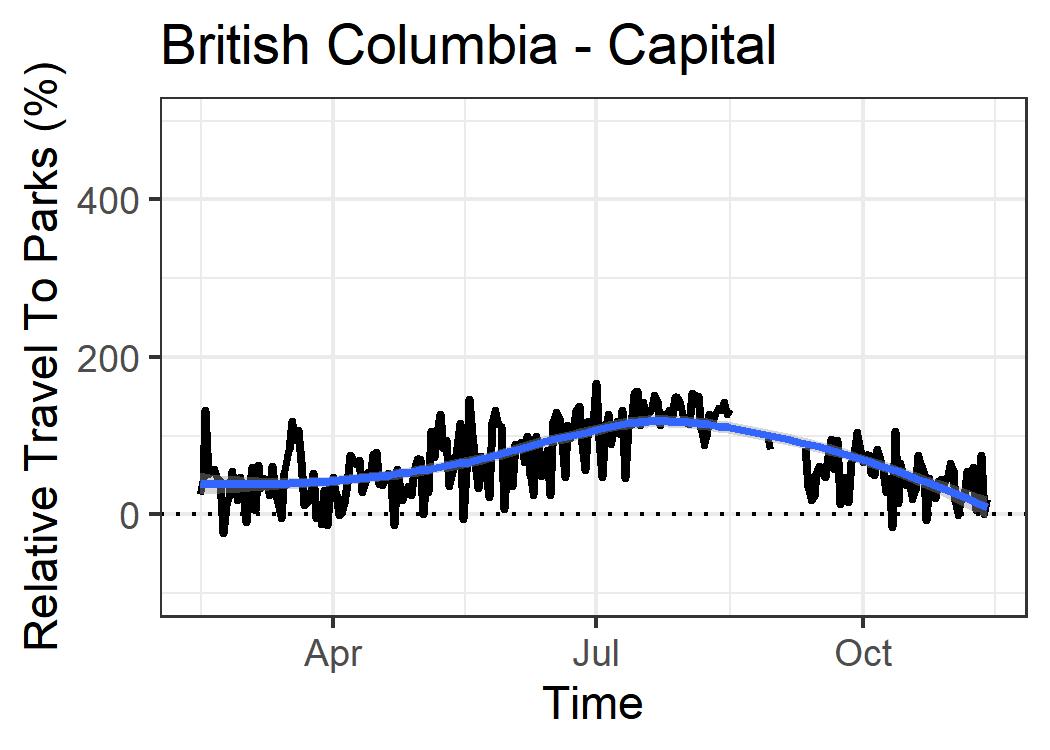 British Columbia - Capital
Relative Travel To Parks (%)
400
200
0
Apr Jul Oct
Time